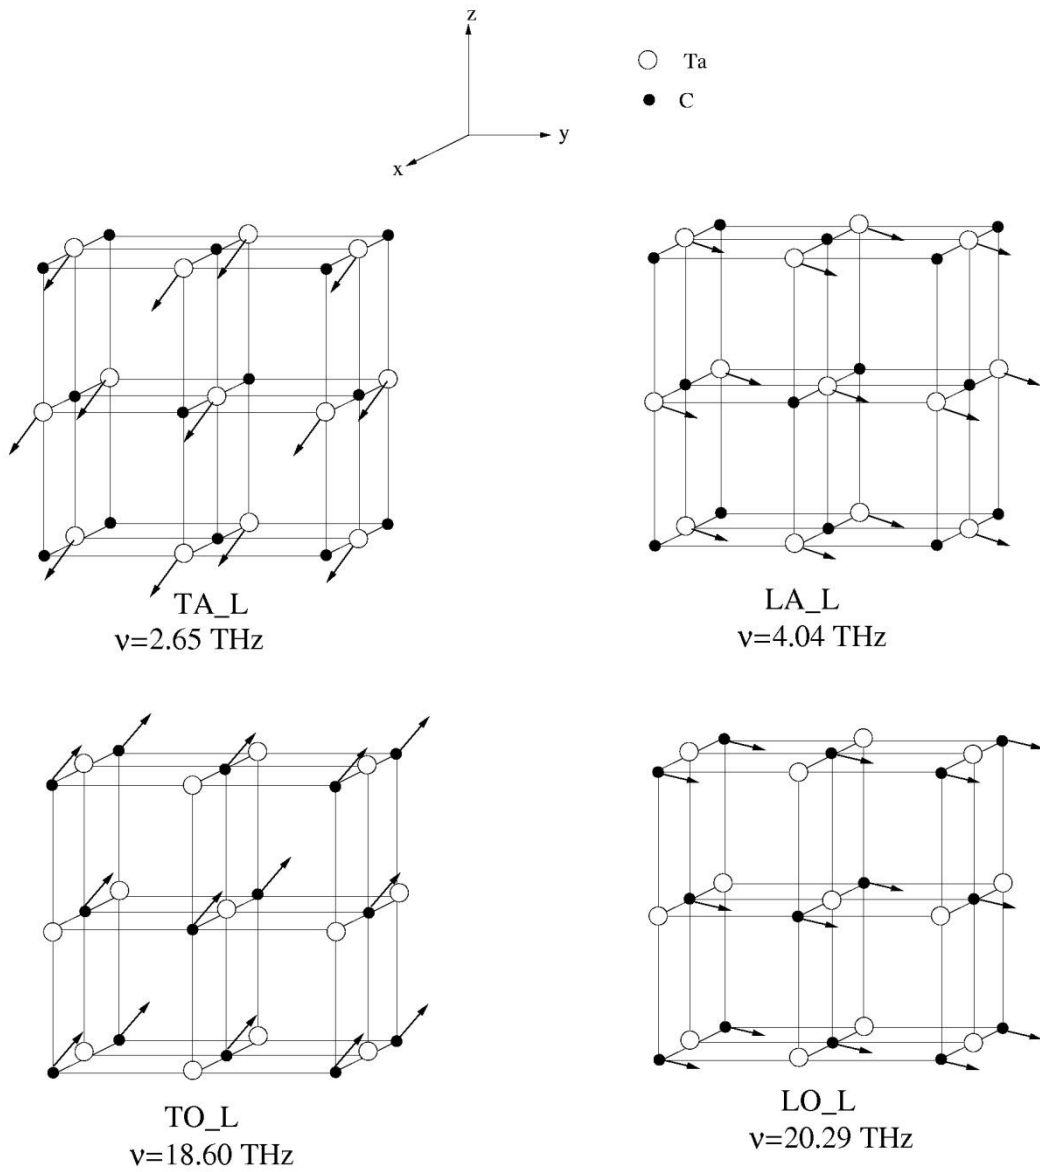 z
Ta
C
y
x
TA_L
ν=2.65 THz
LA_L
ν=4.04 THz
TO_L
ν=18.60 THz
LO_L
ν=20.29 THz